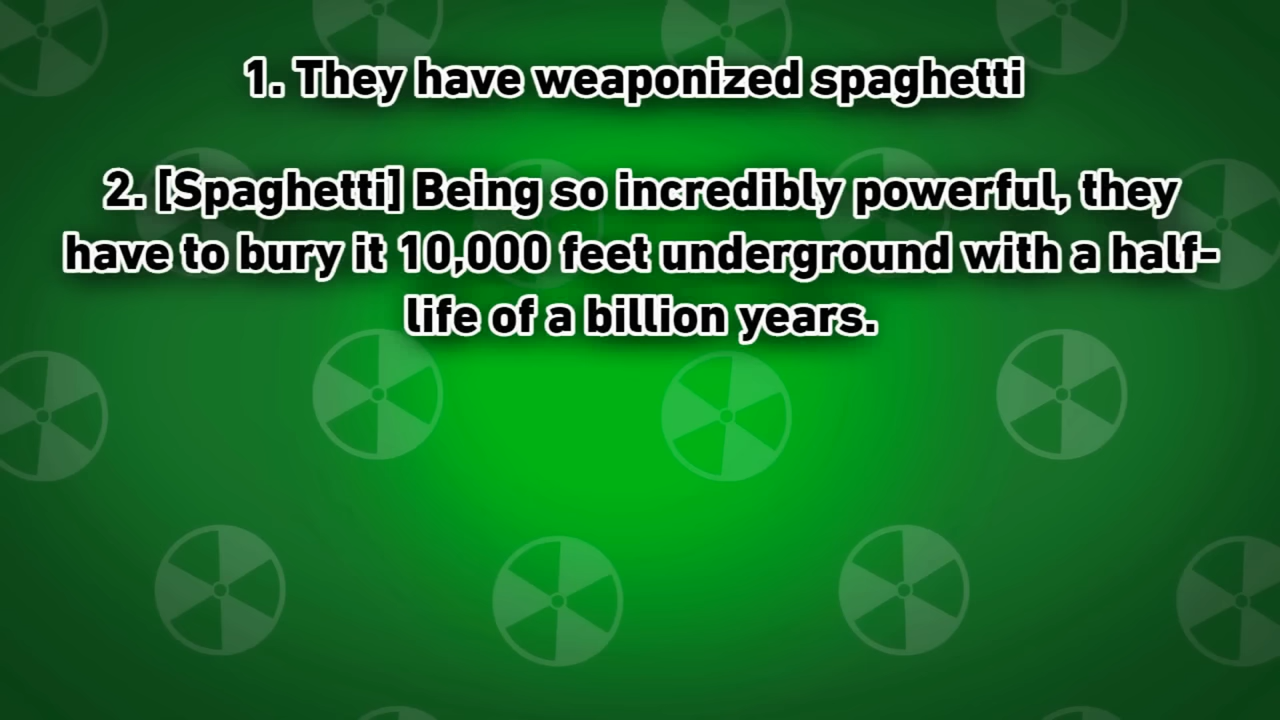 1. They have weaponized spaghetti
2. [Spaghetti] Being so incredibly powerful, they
have to bury it 10,000 feet underground with a half-
life of a billion years.